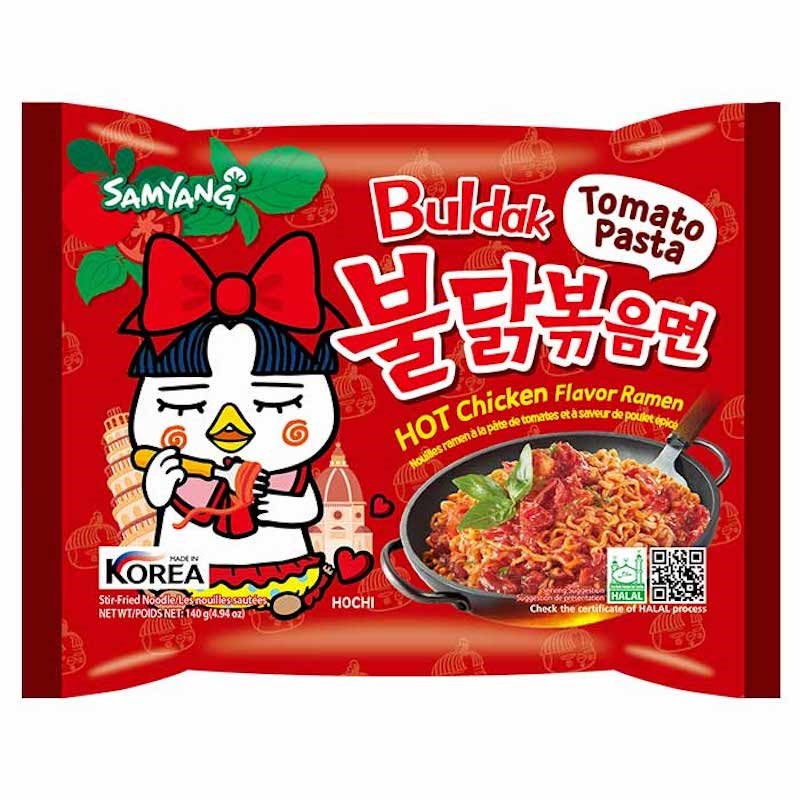 SAMYANG
Buldak
Tomato
Pasta
불닭볶음면
HOT Chicken Flavor Ramen
Nouilles ramen à la pâte de tomates et à saveur de poulet épicé
MADE IN
KOREA
Stir-Fried Noodle/Les nouilles sautées
NET WT/POIDS NET: 140 g(4.94 oz)
HOCHI
HALAL
Serving Suggestion
Suggestion de présentation
Check the certificate of HALAL process